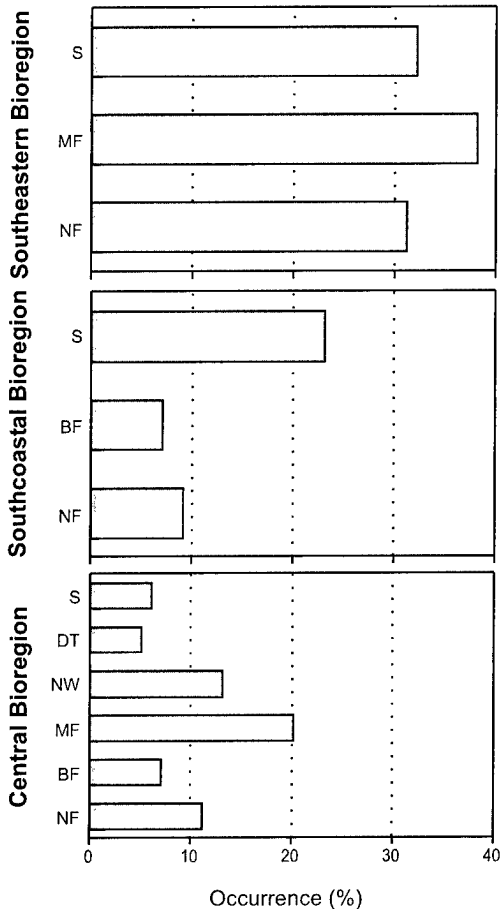 Southeastern Bioregion
S
MF
NF
Southcoastal Bioregion
S
BF
NF
Central Bioregion
S
DT
NW
MF
BF
NF
0 10 20 30 40
Occurrence (%)